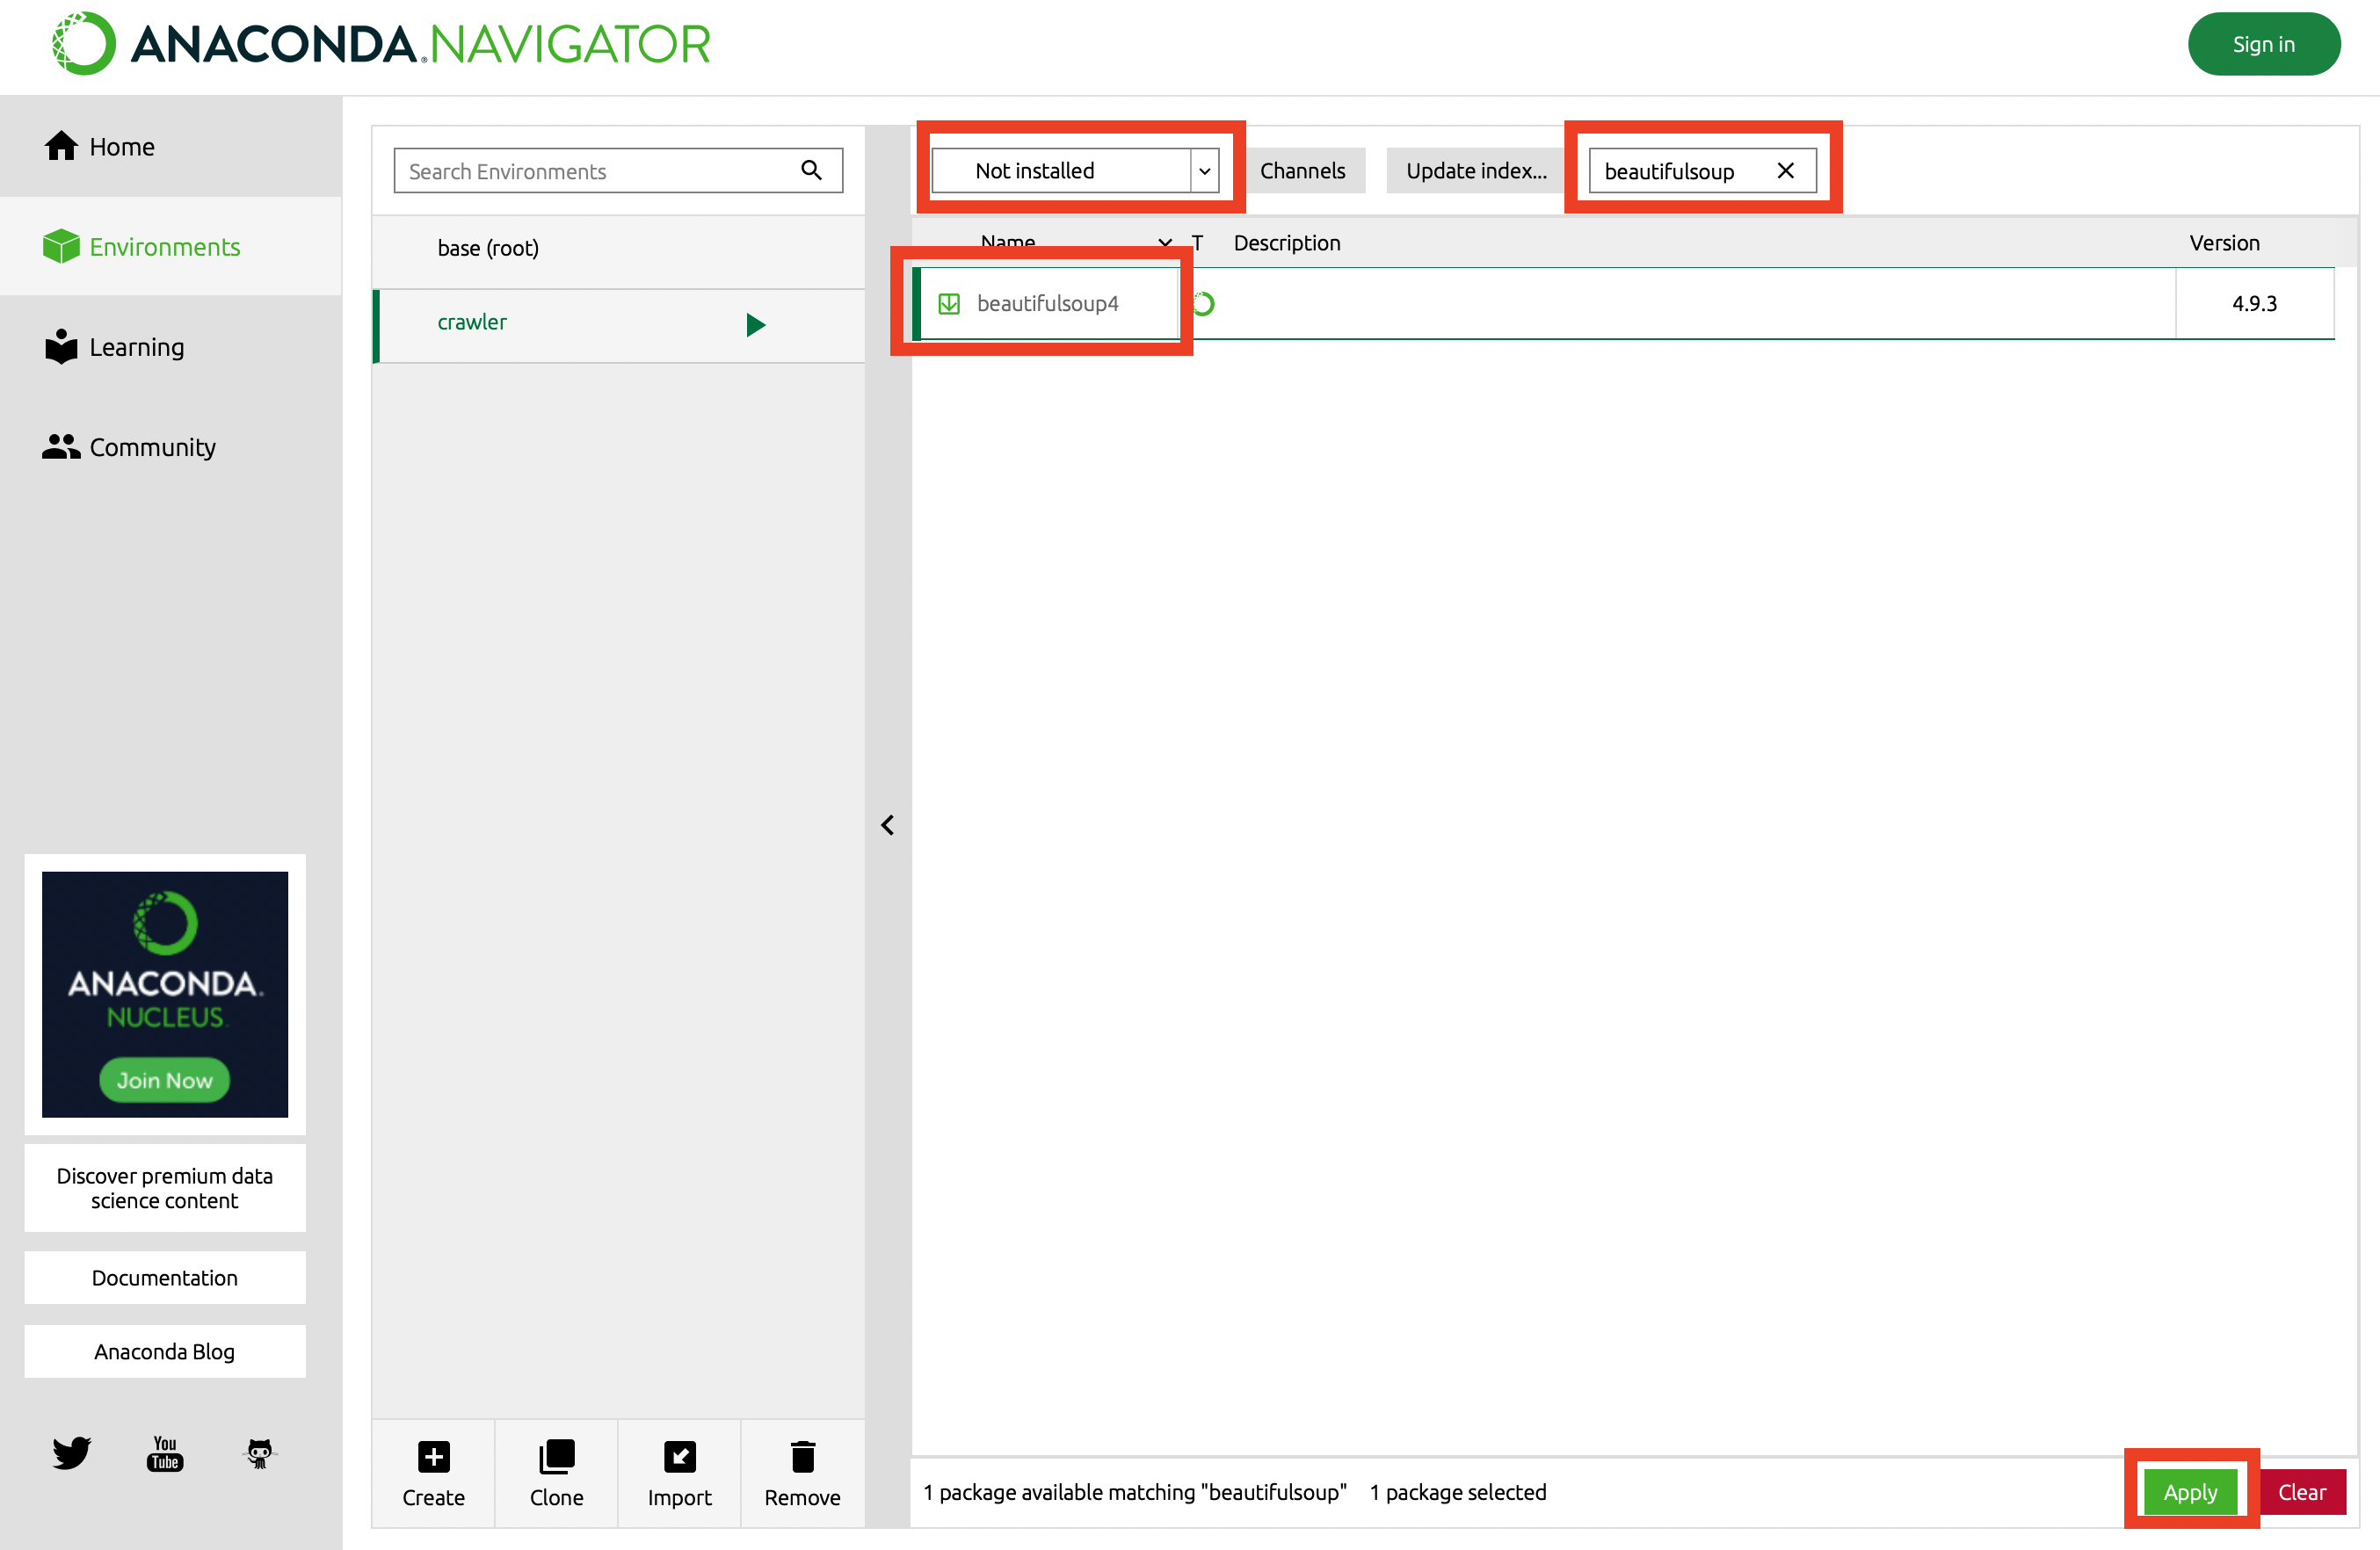 ANACONDA.NAVIGATOR
Sign in
Home
Environments
Learning
Community
ANACONDA.
NUCLEUS.
Join Now
Discover premium data
science content
Documentation
Anaconda Blog
You
Tube
Search Environments
base (root)
crawler
Create
Clone
Import
Remove
Not installed
Channels
Update index...
beautifulsoup
Name
T
Description
Version
beautifulsoup4
4.9.3
1 package available matching "beautifulsoup"
1 package selected
Apply
Clear